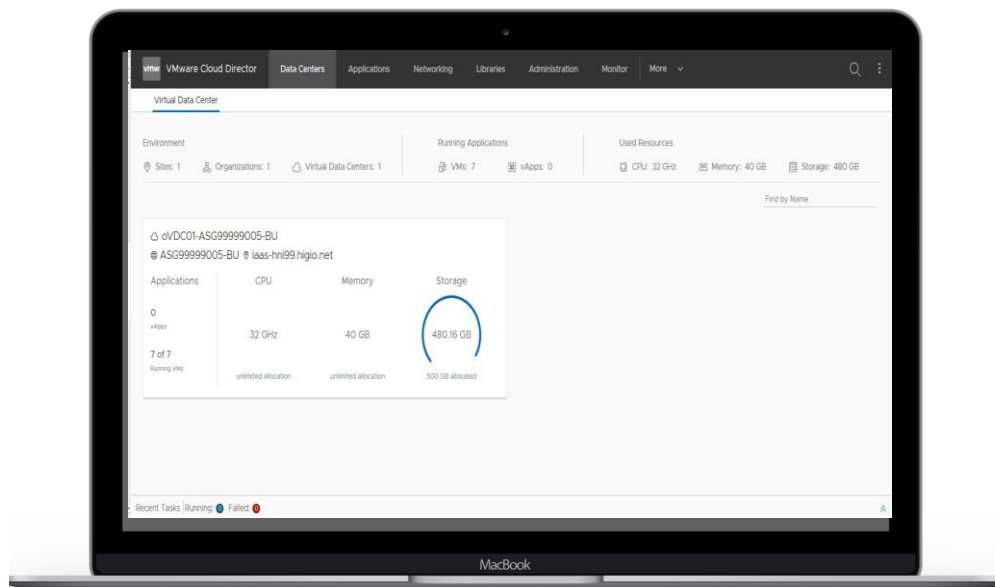 vmw VMware Cloud Director Data Centers Applications Networking Libraries Administration Monitor More
Virtual Data Center
Environment Running Applications Used Resources
Sites: 1 Organizations: 1 Virtual Data Centers: 1 VMs: 7 vApps: 0 CPU: 32 GHz Memory: 40 GB Storage: 480 GB
Find by Name
oVDC01-ASG99999005-BU
ASG99999005-BU iaas-hni99.higio.net
Applications CPU Memory Storage
0
vApps
32 GHz 40 GB 480.16 GB
7 of 7
Running VMs
unlimited allocation unlimited allocation 500 GB allocated
Recent Tasks Running: 0 Failed: 0
MacBook